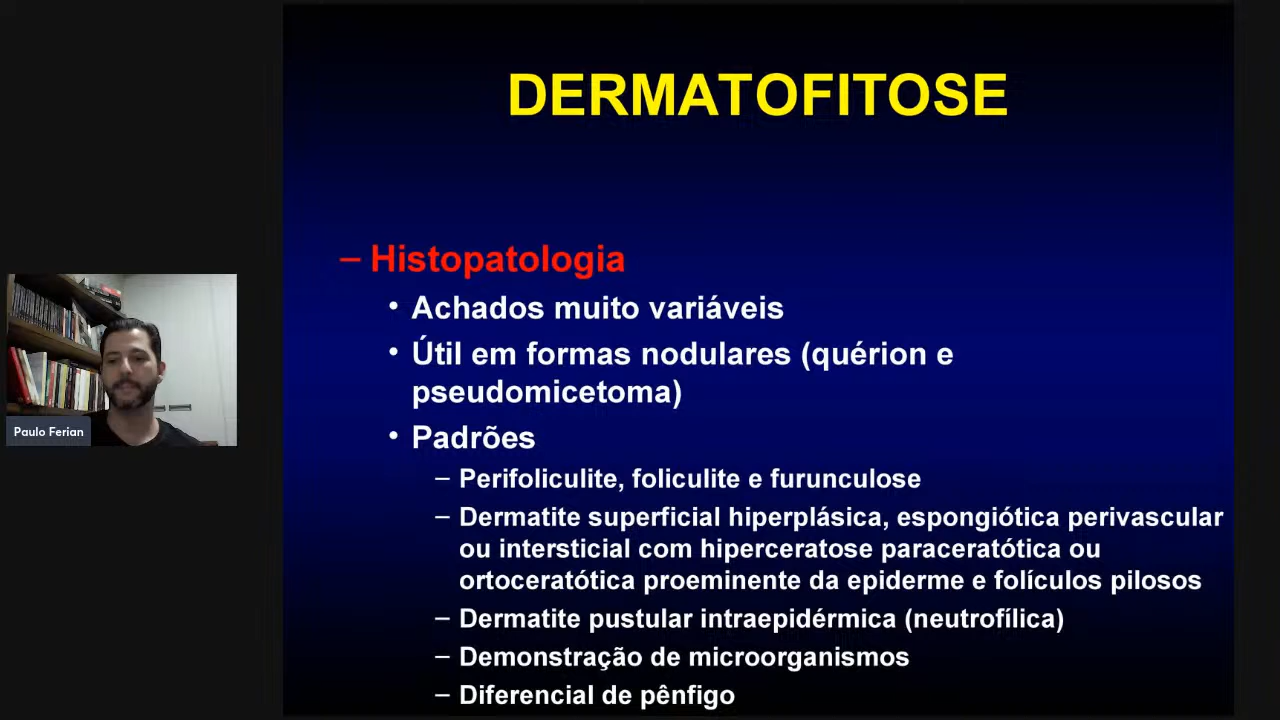 DERMATOFITOSE
– Histopatologia
• Achados muito variáveis
• Útil em formas nodulares (quérion e
pseudomicetoma)
• Padrões
– Perifoliculite, foliculite e furunculose
– Dermatite superficial hiperplásica, espongiótica perivascular
ou intersticial com hiperceratose paraceratótica ou
ortoceratótica proeminente da epiderme e folículos pilosos
– Dermatite pustular intraepidérmica (neutrofílica)
– Demonstração de microorganismos
– Diferencial de pênfigo
Paulo Ferian